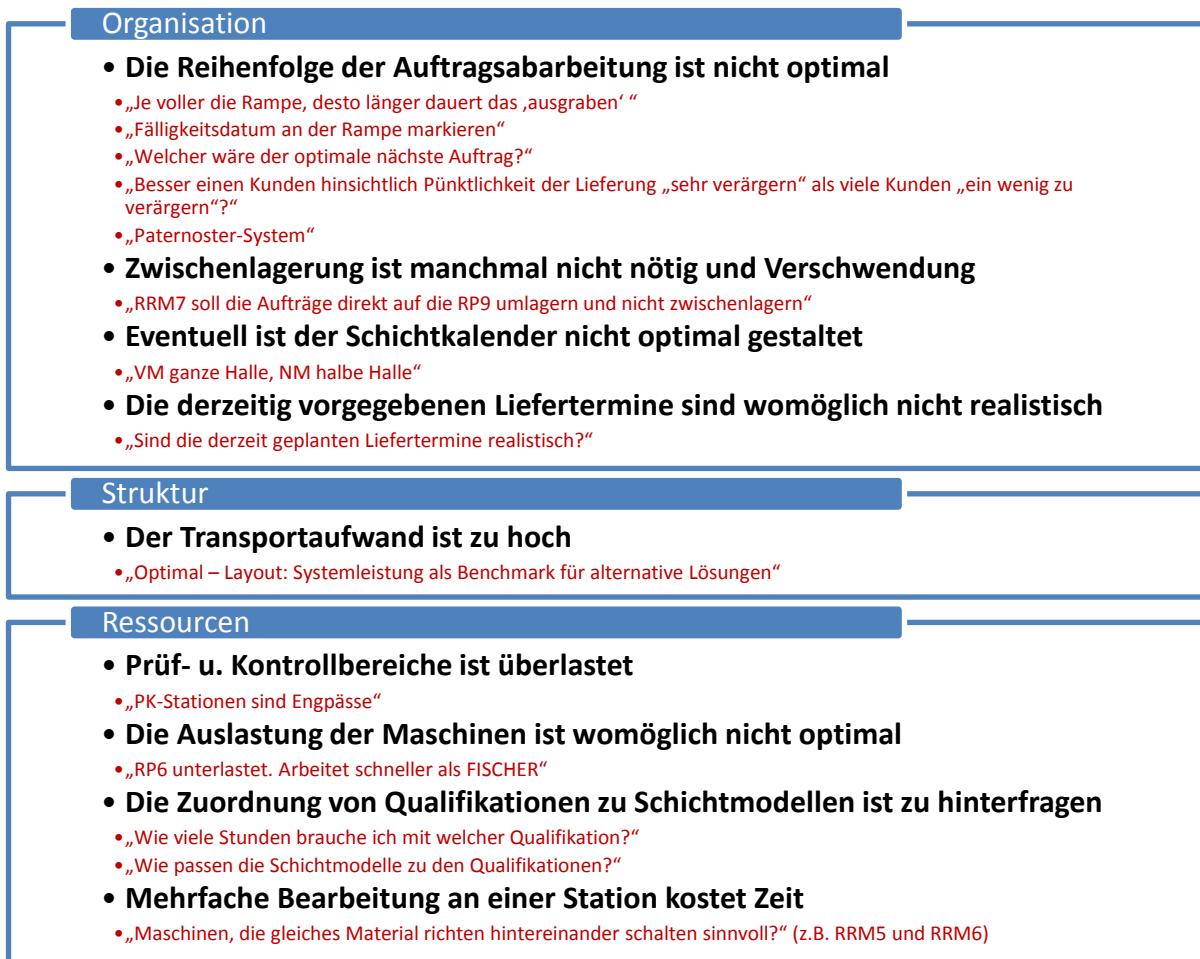 Organisation
• Die Reihenfolge der Auftragsabarbeitung ist nicht optimal
•„Je voller die Rampe, desto länger dauert das ‚ausgraben‘ “
•„Fälligkeitsdatum an der Rampe markieren“
•„Welcher wäre der optimale nächste Auftrag?“
•„Besser einen Kunden hinsichtlich Pünktlichkeit der Lieferung „sehr verärgern“ als viele Kunden „ein wenig zu
verärgern“?“
•„Paternoster-System“
• Zwischenlagerung ist manchmal nicht nötig und Verschwendung
•„RRM7 soll die Aufträge direkt auf die RP9 umlagern und nicht zwischenlagern“
• Eventuell ist der Schichtkalender nicht optimal gestaltet
•„VM ganze Halle, NM halbe Halle“
• Die derzeitig vorgegebenen Liefertermine sind womöglich nicht realistisch
•„Sind die derzeit geplanten Liefertermine realistisch?“
Struktur
• Der Transportaufwand ist zu hoch
•„Optimal – Layout: Systemleistung als Benchmark für alternative Lösungen“
Ressourcen
• Prüf- u. Kontrollbereiche ist überlastet
•„PK-Stationen sind Engpässe“
• Die Auslastung der Maschinen ist womöglich nicht optimal
•„RP6 unterlastet. Arbeitet schneller als FISCHER“
• Die Zuordnung von Qualifikationen zu Schichtmodellen ist zu hinterfragen
•„Wie viele Stunden brauche ich mit welcher Qualifikation?“
•„Wie passen die Schichtmodelle zu den Qualifikationen?“
• Mehrfache Bearbeitung an einer Station kostet Zeit
•„Maschinen, die gleiches Material richten hintereinander schalten sinnvoll?“ (z.B. RRM5 und RRM6)